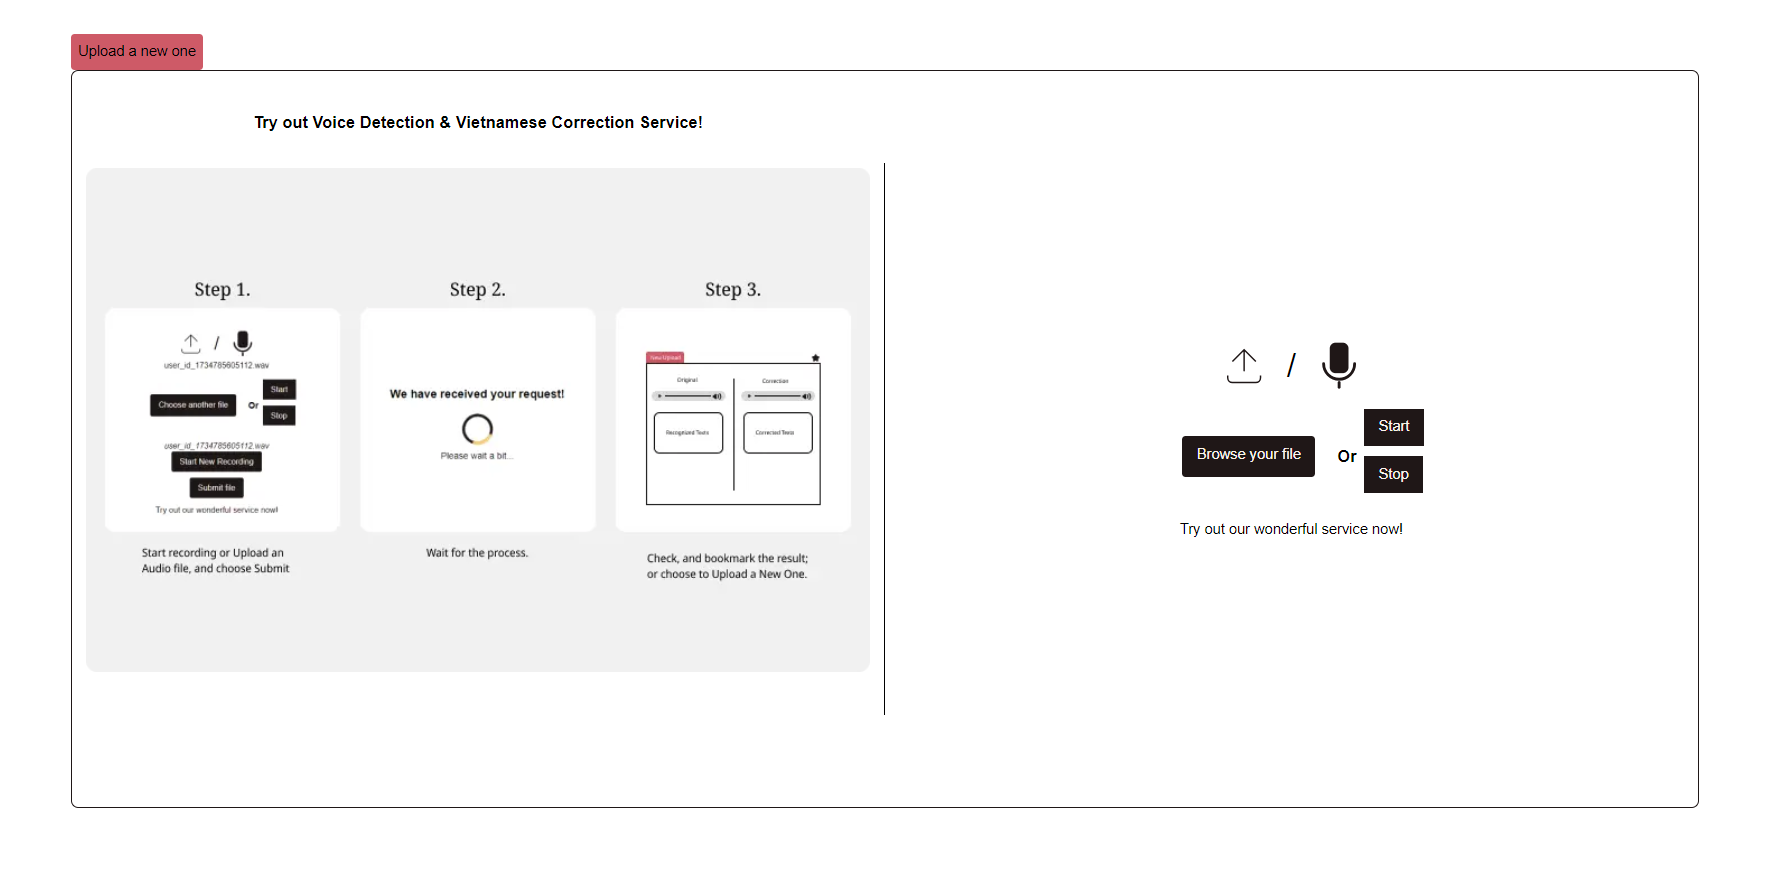 Upload a new one
Try out Voice Detection & Vietnamese Correction Service!
Step 1.
/
user_id_1734785605112.wav
Choose another file
Or
Start
Stop
user_id_1734785605112.wav
Start New Recording
Submit file
Try out our wonderful service now!
Start recording or Upload an
Audio file, and choose Submit
Step 2.
We have received your request!
Please wait a bit...
Wait for the process.
Step 3.
New Upload
Original
Correction
Recognized Texts
Corrected Texts
Check, and bookmark the result;
or choose to Upload a New One.
/
Browse your file
Or
Start
Stop
Try out our wonderful service now!